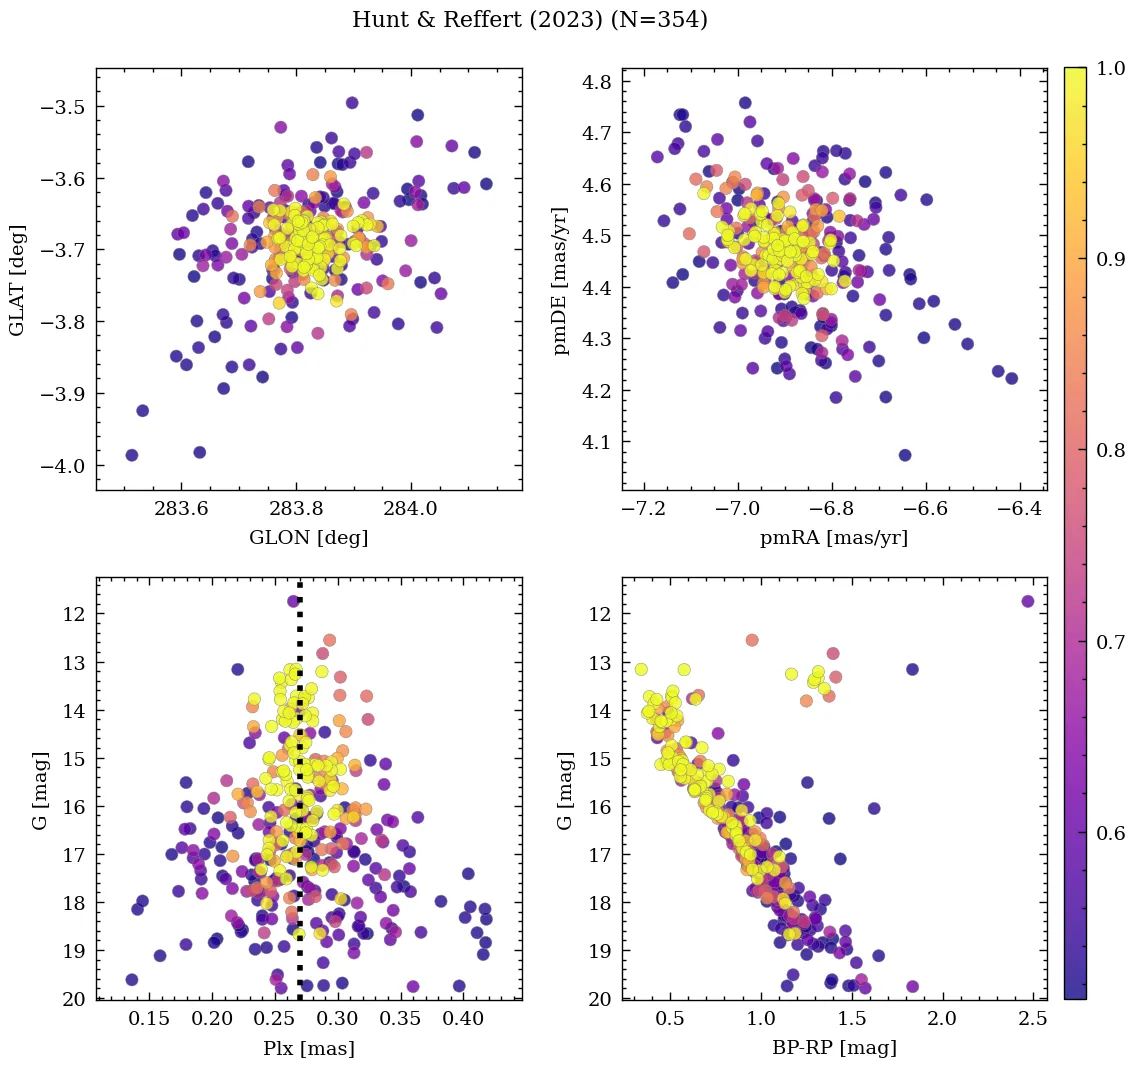 Hunt & Reffert (2023) (N=354)
−3.5
−3.6
−3.7
−3.8
−3.9
−4.0
GLAT [deg]
283.6 283.8 284.0
GLON [deg]
4.8
4.7
4.6
4.5
4.4
4.3
4.2
4.1
pmDE [mas/yr]
−7.2 −7.0 −6.8 −6.6 −6.4
pmRA [mas/yr]
1.0
0.9
0.8
0.7
0.6
12
13
14
15
16
17
18
19
20
G [mag]
0.15 0.20 0.25 0.30 0.35 0.40
Plx [mas]
12
13
14
15
16
17
18
19
20
G [mag]
0.5 1.0 1.5 2.0 2.5
BP-RP [mag]